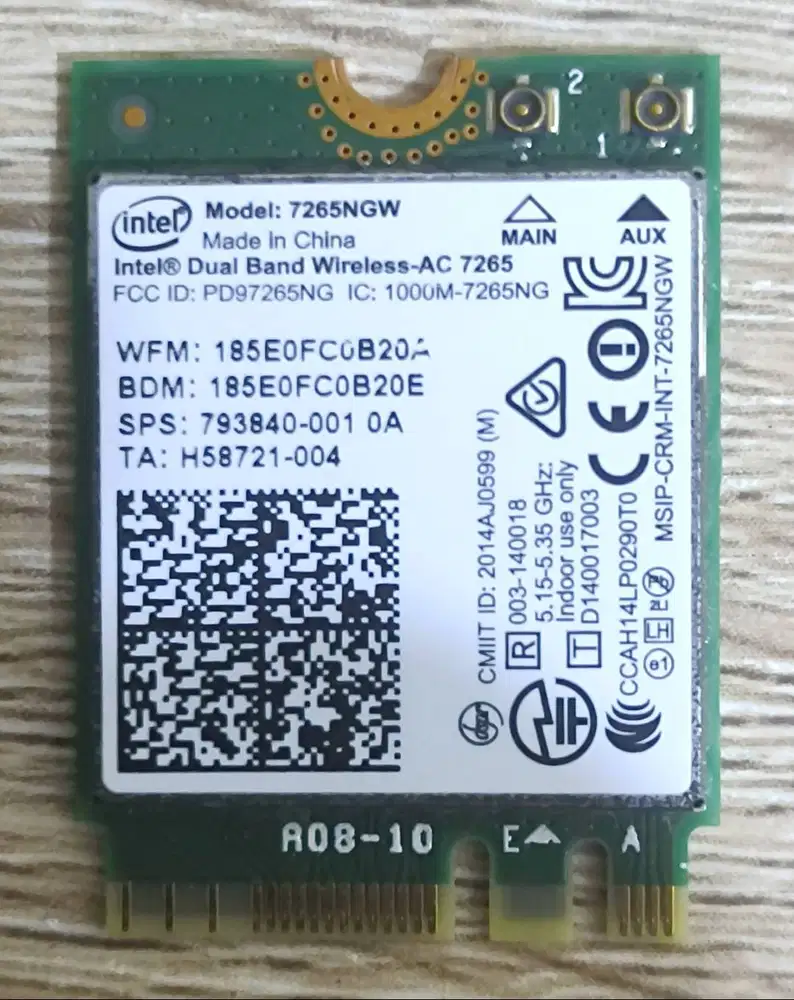 2
1
intel
Model: 7265NGW
Made In China
MAIN
AUX
Intel® Dual Band Wireless-AC 7265
FCC ID: PD97265NG IC: 1000M-7265NG
WFM: 185E0FC0B20A
BDM: 185E0FC0B20E
SPS: 793840-001 0A
TA: H58721-004
CMIIT ID: 2014AJ0599 (M)
R 003-140018
5.15-5.35 GHz:
Indoor use only
T D140017003
CE
CCAH14LP0290T0
MSIP-CRM-INT-7265NGW
A08-10
E
A